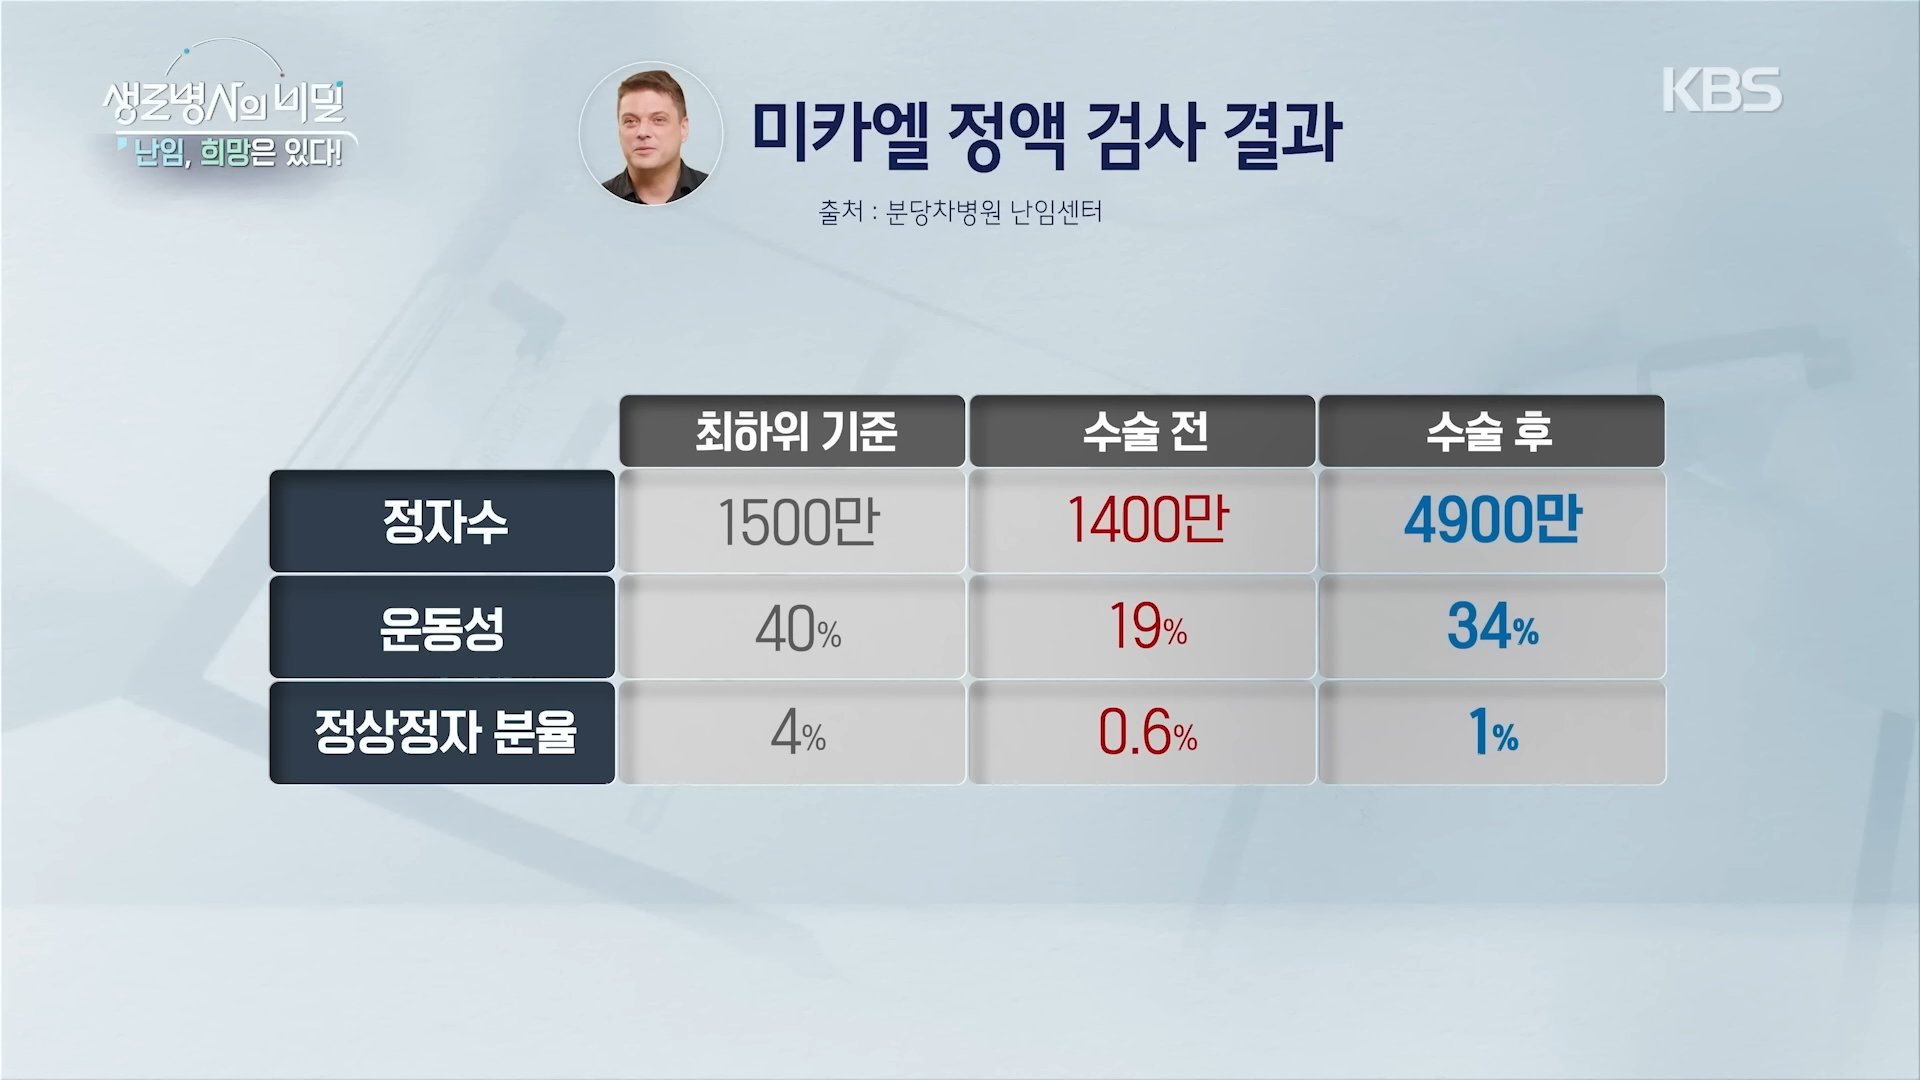 생로병사의 비밀
난임, 희망은 있다!
KBS
미카엘 정액 검사 결과
출처 : 분당차병원 난임센터
최하위 기준 수술 전 수술 후
정자수 1500만 1400만 4900만
운동성 40% 19% 34%
정상정자 분율 4% 0.6% 1%